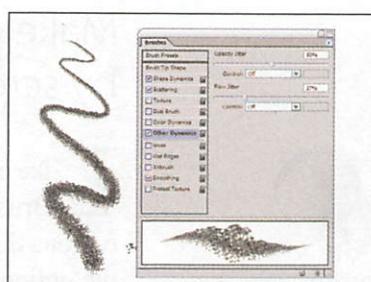 Brushes
Brush Presets
Brush Tip Shape
Shape Dynamics
Scattering
Texture
Dual Brush
Color Dynamics
Other Dynamics
Noise
Wet Edges
Airbrush
Smoothing
Protect Texture
Opacity Jitter
Control: Off
Flow Jitter
Control: Off